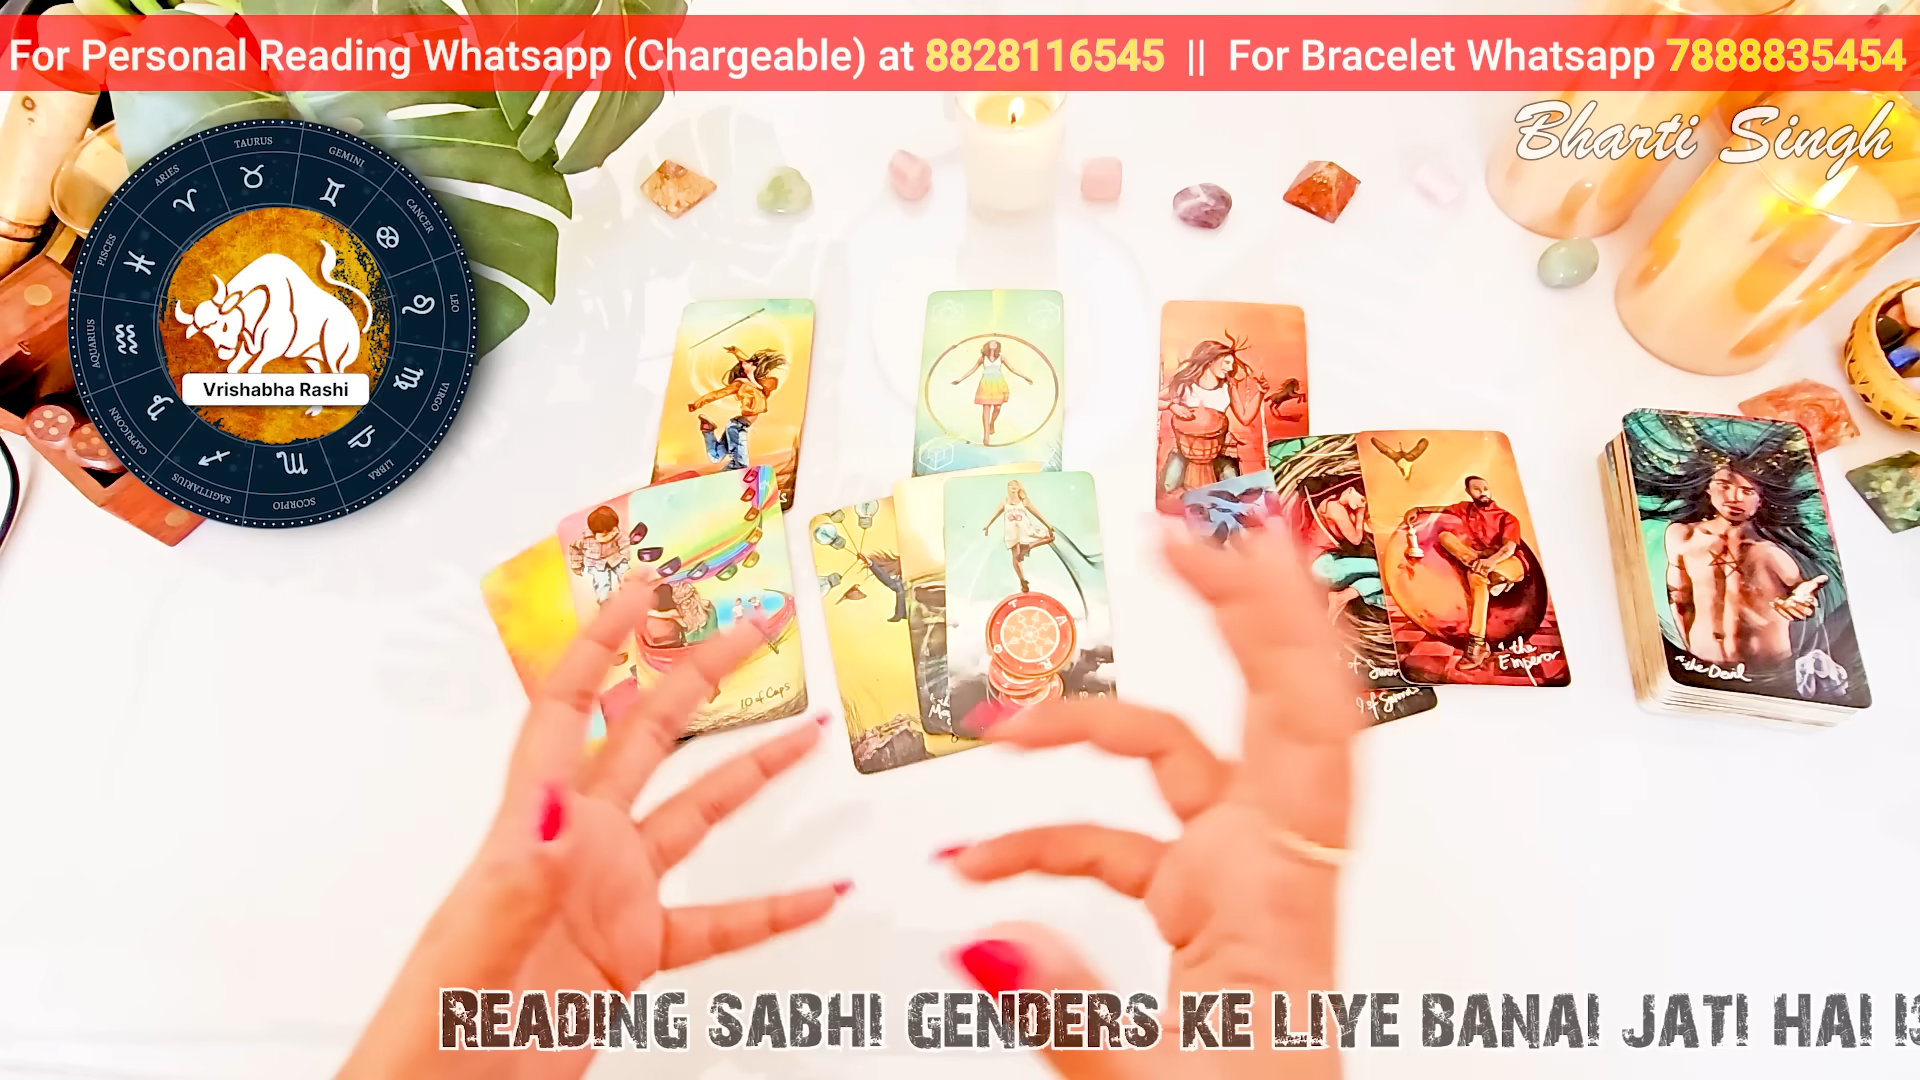 For Personal Reading Whatsapp (Chargeable) at 8828116545 || For Bracelet Whatsapp 7888835454
Bharti Singh
TAURUS
GEMINI
CANCER
LEO
VIRGO
LIBRA
SCORPIO
SAGITTARIUS
CAPRICORN
AQUARIUS
PISCES
ARIES
Vrishabha Rashi
10 of Cups
the Emperor
of Swords
the Devil
READING SABHI GENDERS KE LIYE BANAI JATI HAI